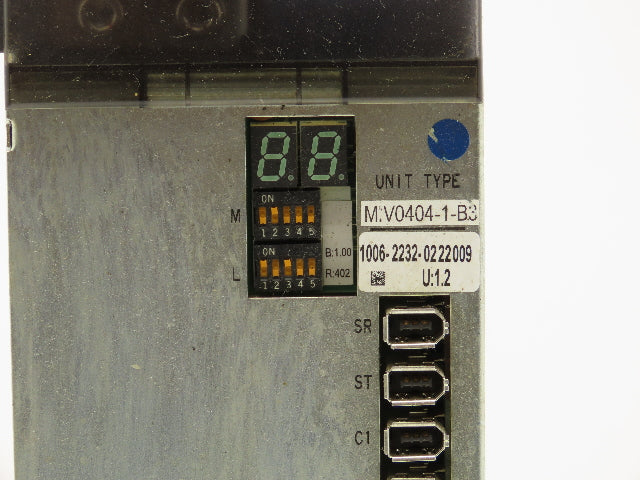 88
UNIT TYPE
ON
M
M:V0404-1-B3
1 2 3 4 5
ON
B:1.00
1006-2232-0222009
L
R:402
U:1.2
1 2 3 4 5
SR
ST
C1